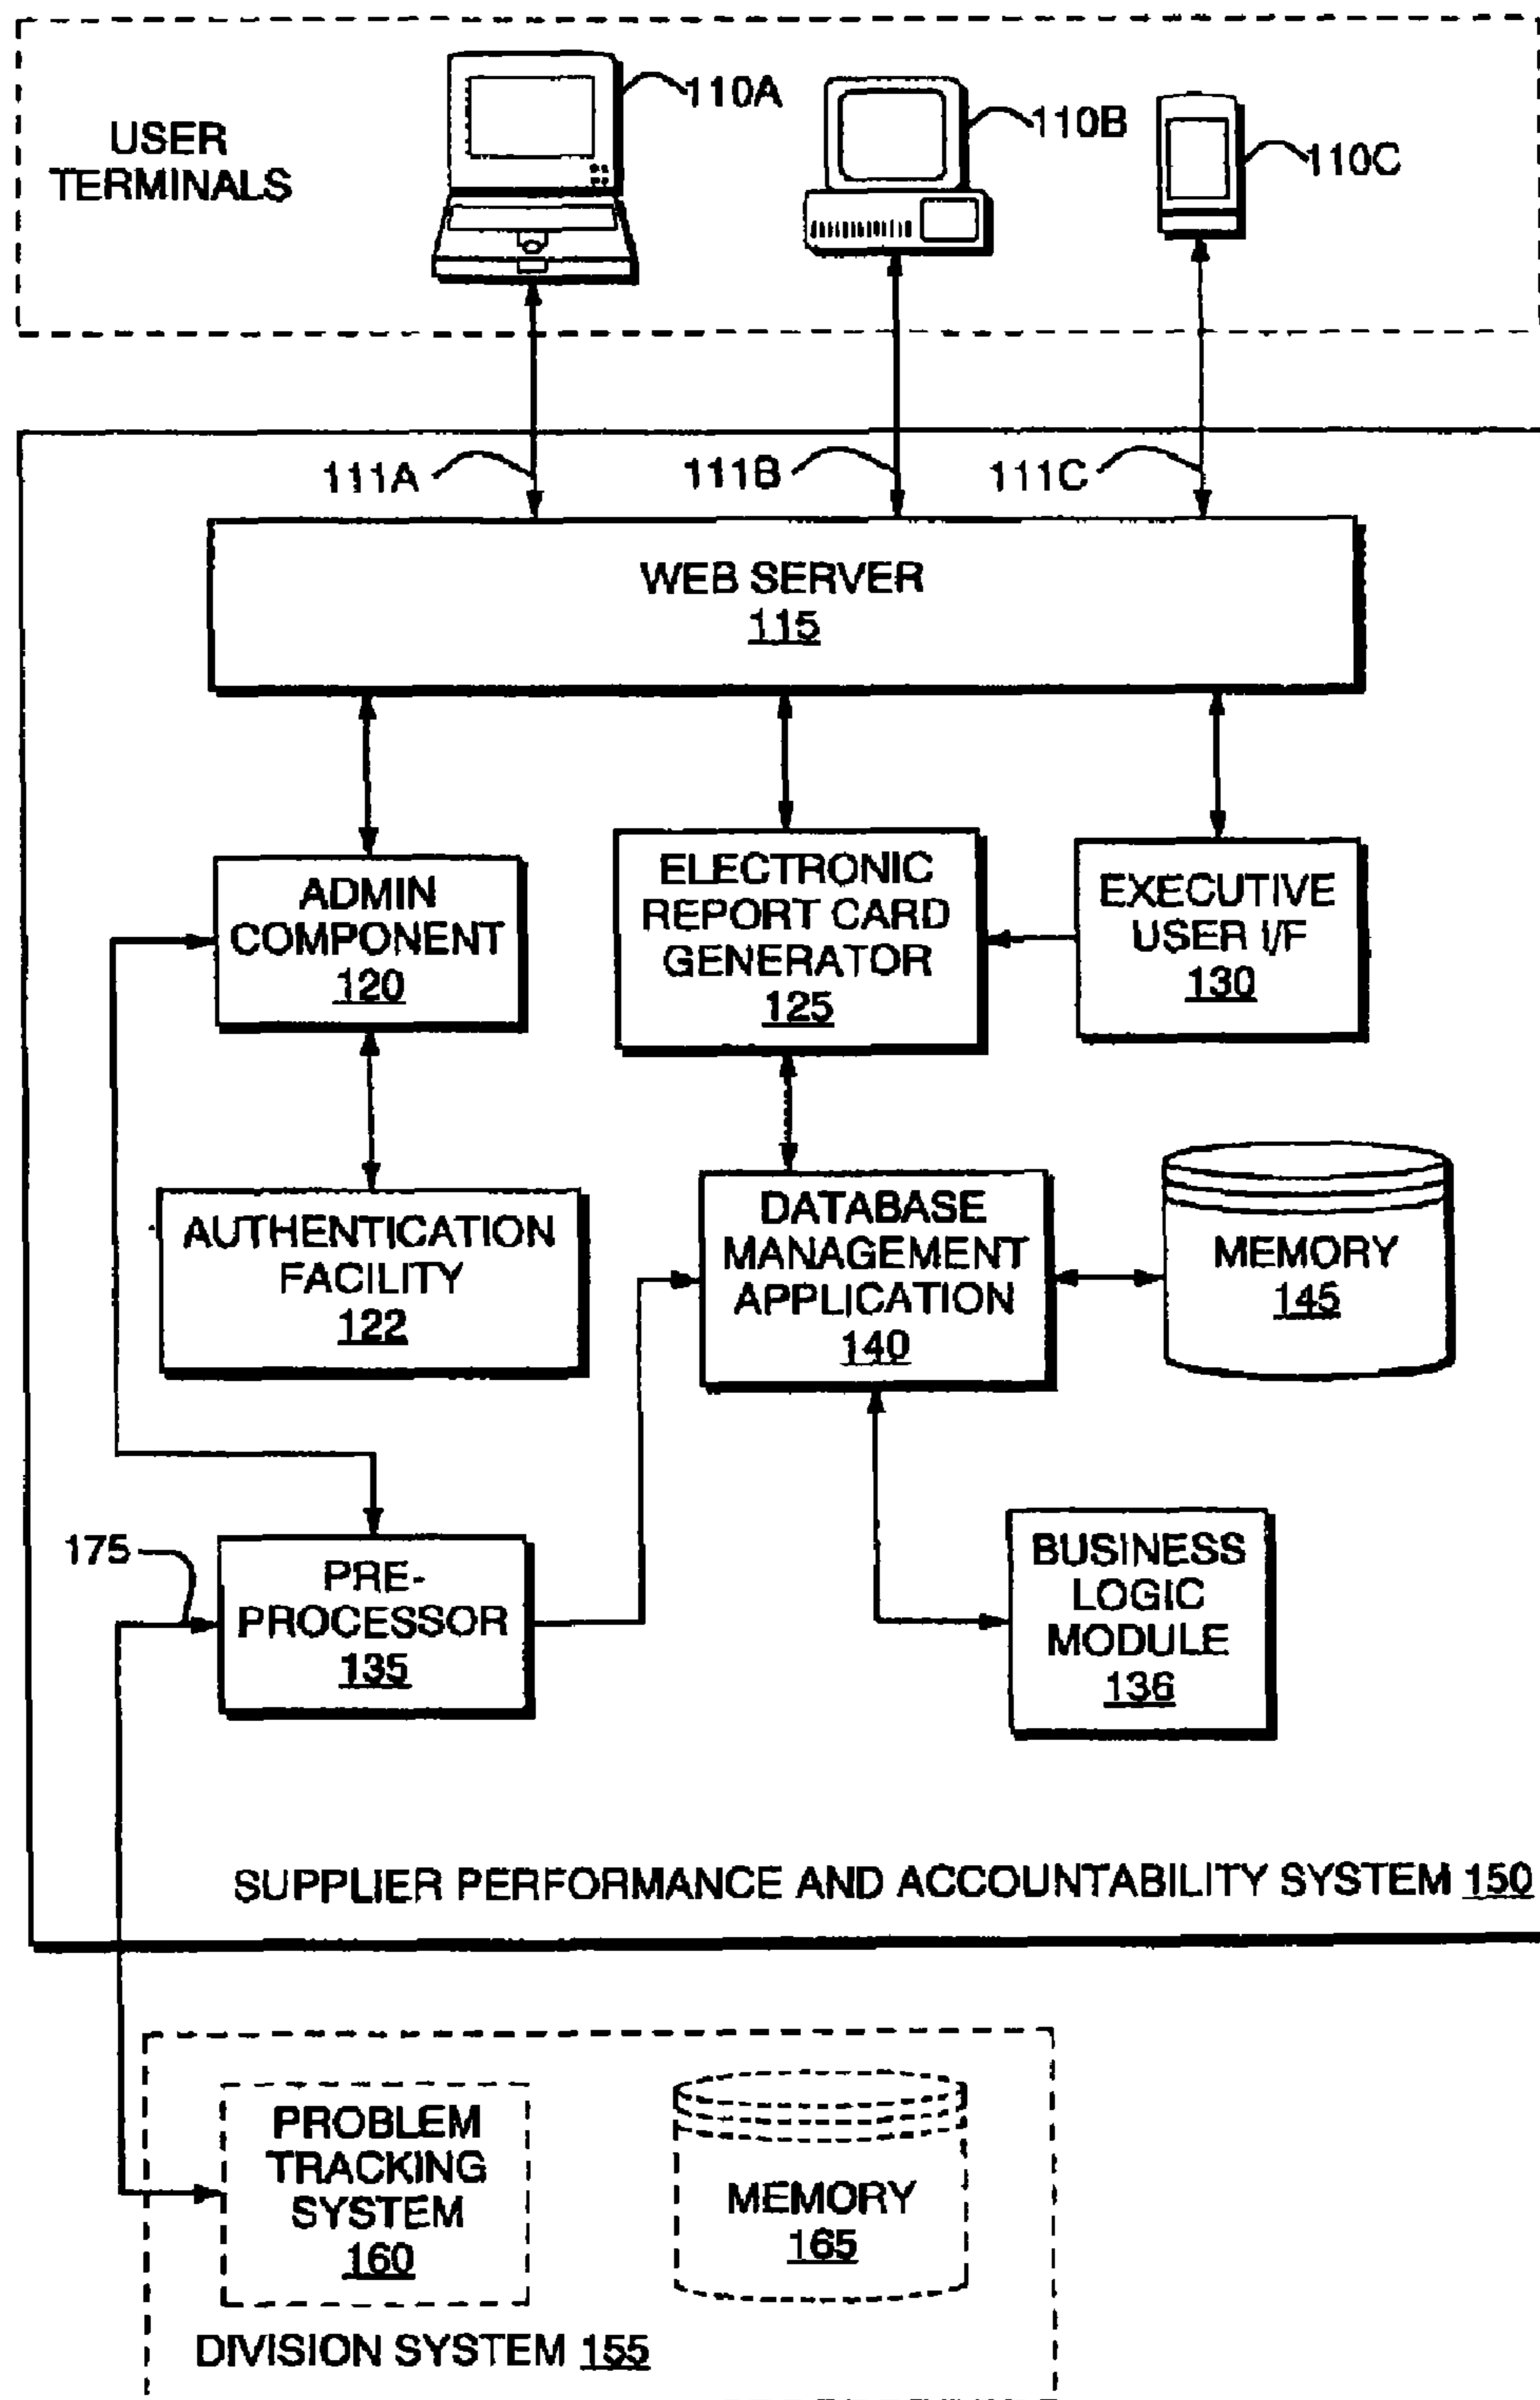 USER
TERMINALS
110A
110B
110C
111A
111B
111C
WEB SERVER
115
ADMIN
COMPONENT
120
ELECTRONIC
REPORT CARD
GENERATOR
125
EXECUTIVE
USER I/F
130
AUTHENTICATION
FACILITY
122
DATABASE
MANAGEMENT
APPLICATION
140
MEMORY
145
175
PRE-
PROCESSOR
135
BUSINESS
LOGIC
MODULE
136
SUPPLIER PERFORMANCE AND ACCOUNTABILITY SYSTEM 150
PROBLEM
TRACKING
SYSTEM
160
MEMORY
165
DIVISION SYSTEM 155